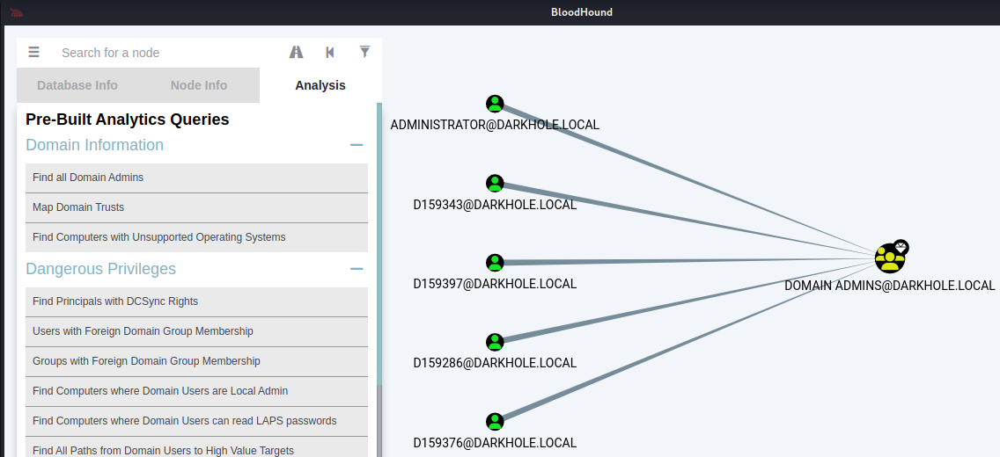 BloodHound
Search for a node
Database Info Node Info Analysis
Pre-Built Analytics Queries
Domain Information
Find all Domain Admins
Map Domain Trusts
Find Computers with Unsupported Operating Systems
Dangerous Privileges
Find Principals with DCSync Rights
Users with Foreign Domain Group Membership
Groups with Foreign Domain Group Membership
Find Computers where Domain Users are Local Admin
Find Computers where Domain Users can read LAPS passwords
Find All Paths from Domain Users to High Value Targets
ADMINISTRATOR@DARKHOLE.LOCAL
D159343@DARKHOLE.LOCAL
D159397@DARKHOLE.LOCAL
DOMAIN ADMINS@DARKHOLE.LOCAL
D159286@DARKHOLE.LOCAL
D159376@DARKHOLE.LOCAL